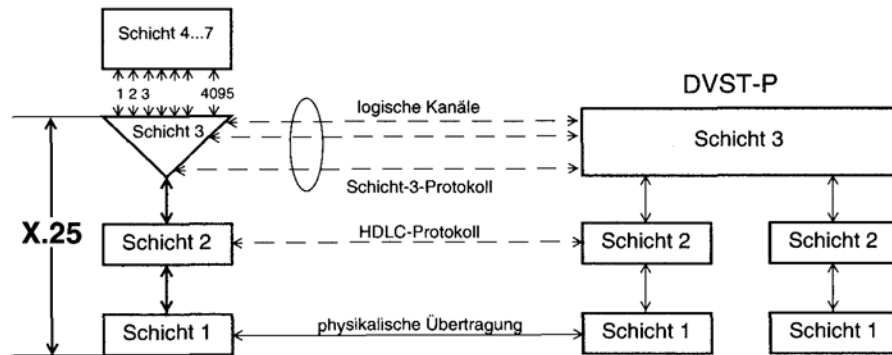 Schicht 4...7
1 2 3 4095
DVST-P
logische Kanäle
Schicht 3
Schicht 3
Schicht-3-Protokoll
X.25
Schicht 2
HDLC-Protokoll
Schicht 2
Schicht 2
Schicht 1
physikalische Übertragung
Schicht 1
Schicht 1